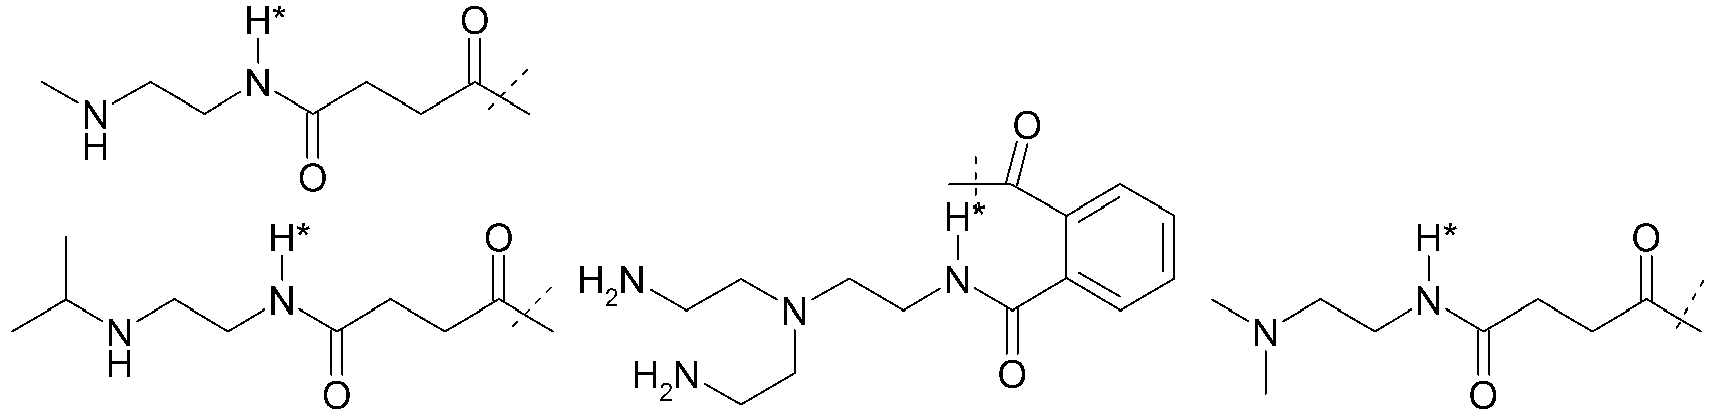 H* O
N
N
H
O
O
H* O H* H* O
H₂N N N N
N N
H
H₂N O
O O